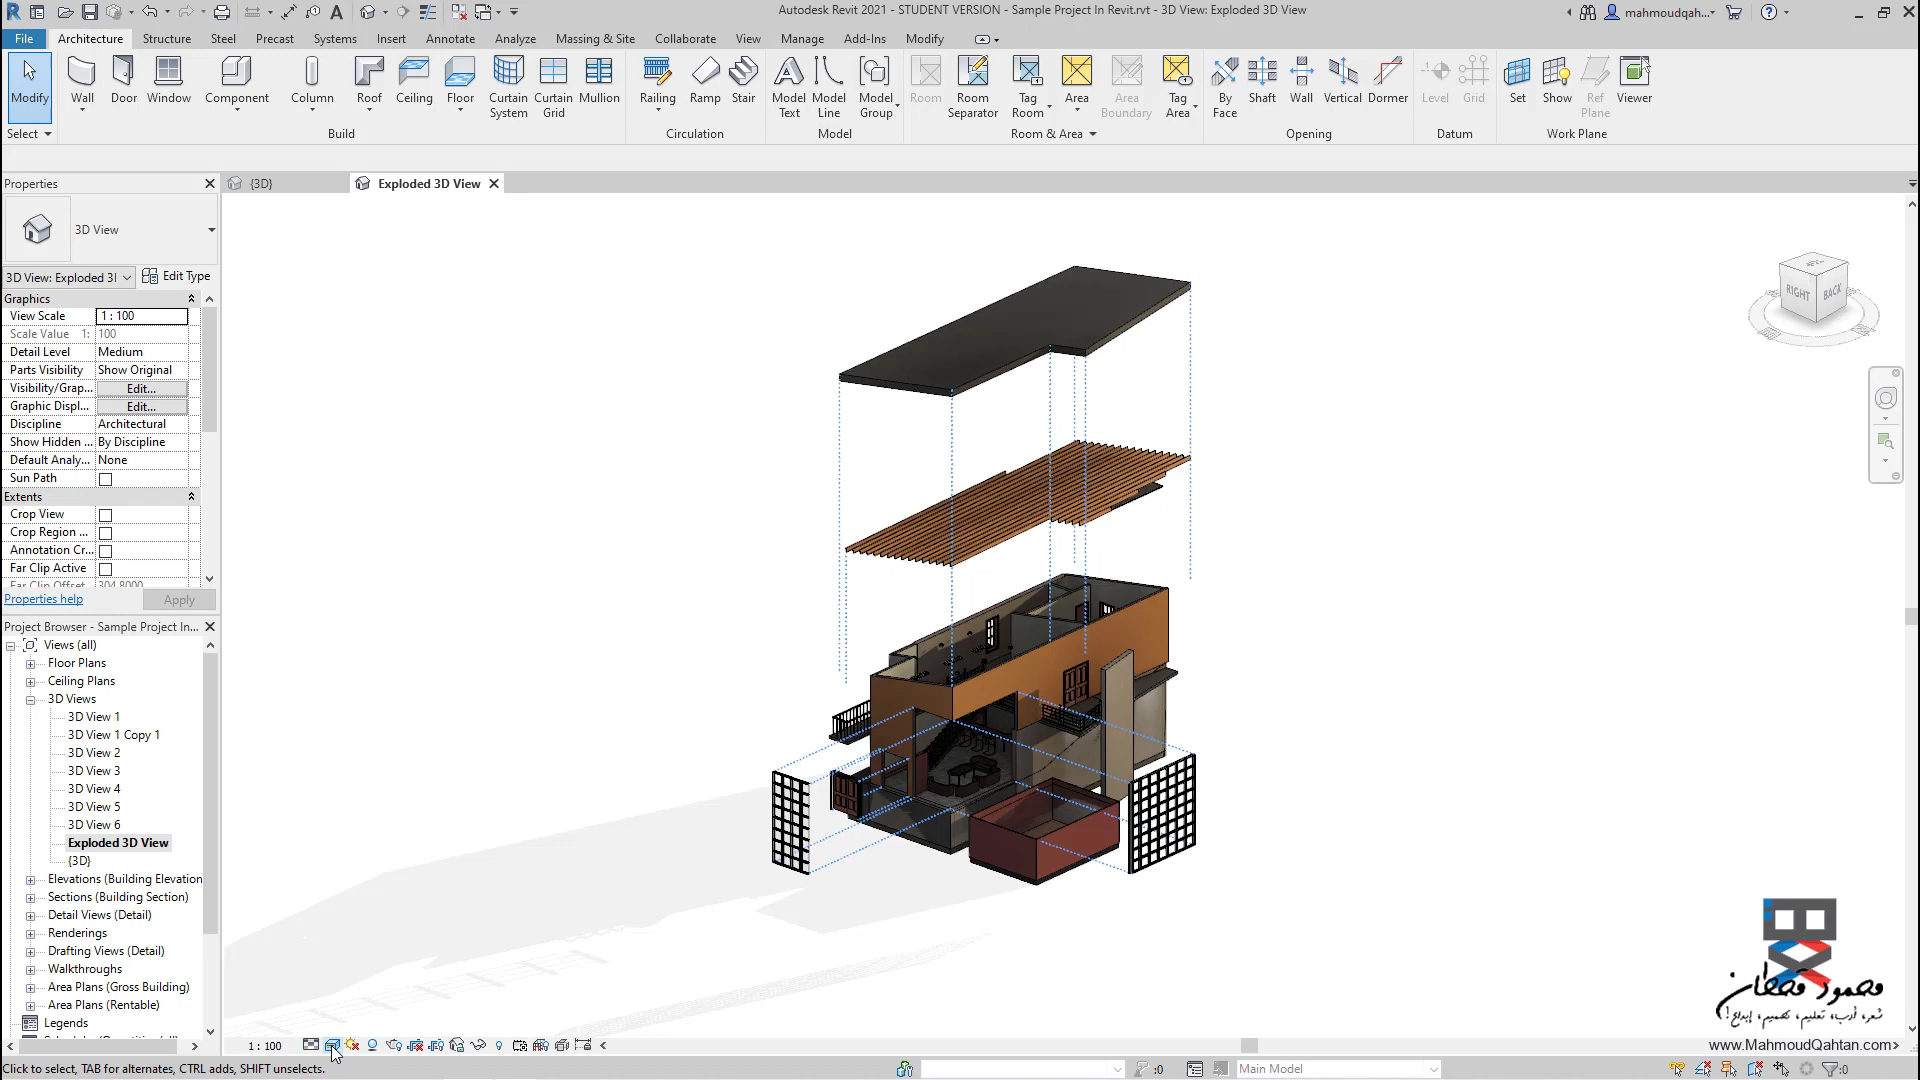 Autodesk Revit 2021 - STUDENT VERSION - Sample Project In Revit.rvt - 3D View: Exploded 3D View
mahmoudqah...
File Architecture Structure Steel Precast Systems Insert Annotate Analyze Massing & Site Collaborate View Manage Add-Ins Modify
Modify Wall Door Window Component Column Roof Ceiling Floor Curtain System Curtain Grid Mullion Railing Ramp Stair Model Text Model Line Model Group Room Room Separator Tag Room Area Area Boundary Tag Area By Face Shaft Wall Vertical Dormer Level Grid Set Show Ref Plane Viewer
Select Build Circulation Model Room & Area Opening Datum Work Plane
Properties
{3D}
Exploded 3D View
3D View
3D View: Exploded 3I
Edit Type
Graphics
View Scale 1 : 100
Scale Value 1: 100
Detail Level Medium
Parts Visibility Show Original
Visibility/Grap... Edit...
Graphic Displ... Edit...
Discipline Architectural
Show Hidden ... By Discipline
Default Analy... None
Sun Path
Extents
Crop View
Crop Region ...
Annotation Cr...
Far Clip Active
Far Clip Offset 304.8000
Properties help
Apply
Project Browser - Sample Project In...
Views (all)
Floor Plans
Ceiling Plans
3D Views
3D View 1
3D View 1 Copy 1
3D View 2
3D View 3
3D View 4
3D View 5
3D View 6
Exploded 3D View
{3D}
Elevations (Building Elevation
Sections (Building Section)
Detail Views (Detail)
Renderings
Drafting Views (Detail)
Walkthroughs
Area Plans (Gross Building)
Area Plans (Rentable)
Legends
RIGHT
BACK
محمود قحطان
شعر، أدب، تعليم، تصميم، إبداع!
www.MahmoudQahtan.com>
1 : 100
Click to select, TAB for alternates, CTRL adds, SHIFT unselects.
:0
Main Model
:0